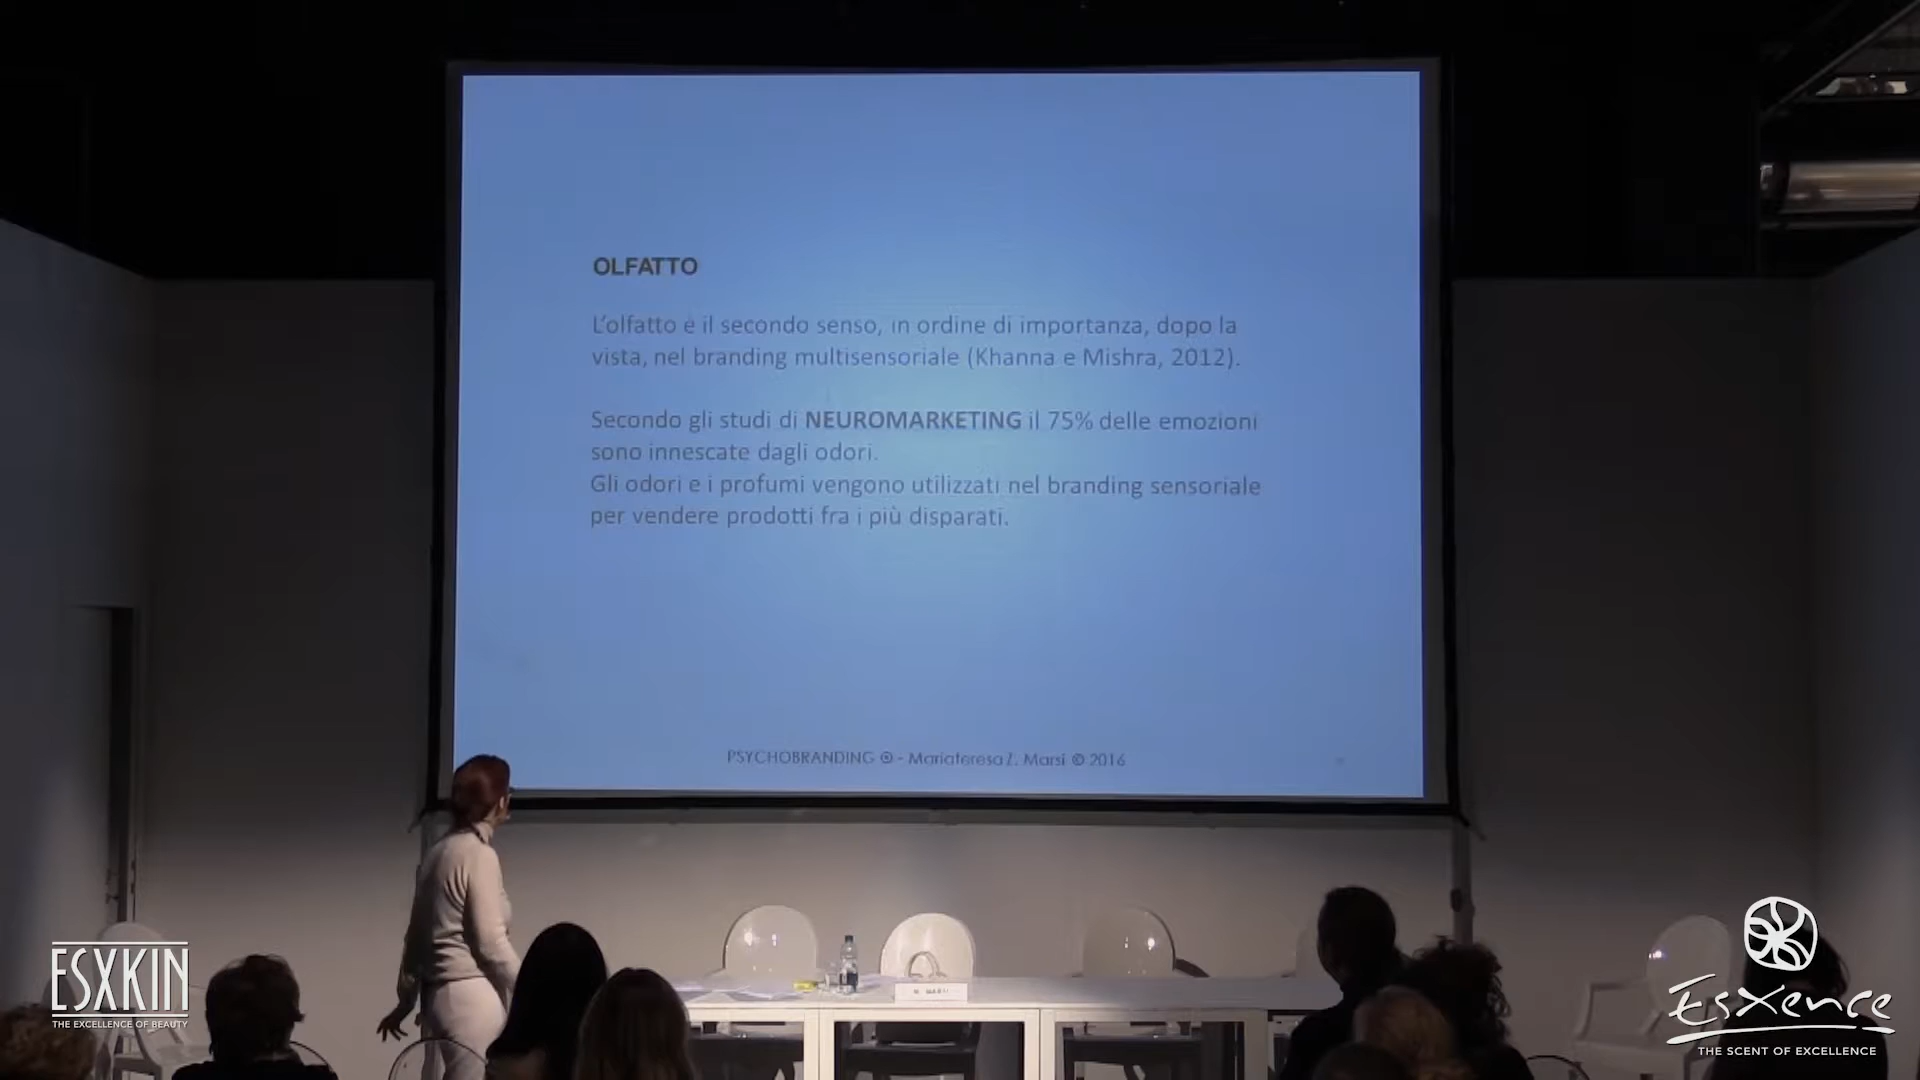 OLFATTO
L'olfatto è il secondo senso, in ordine di importanza, dopo la
vista, nel branding multisensoriale (Khanna e Mishra, 2012).
Secondo gli studi di NEUROMARKETING il 75% delle emozioni
sono innescate dagli odori.
Gli odori e i profumi vengono utilizzati nel branding sensoriale
per vendere prodotti fra i più disparati.
PSYCHOBRANDING ® - Mariateresa Z. Marsi © 2016
ESXKIN
THE EXCELLENCE OF BEAUTY
Esxence
THE SCENT OF EXCELLENCE